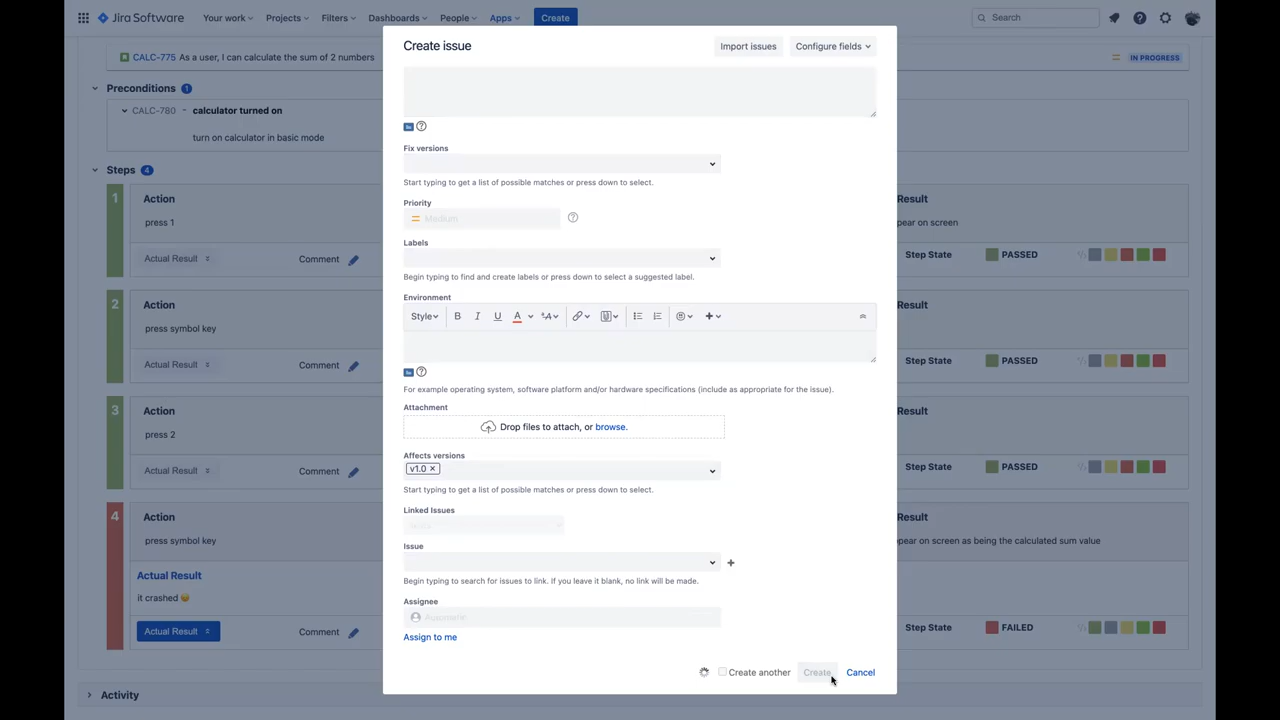 Jira Software
Your work
Projects
Filters
Dashboards
People
Apps
Create
Search
CALC-775 As a user, I can calculate the sum of 2 numbers
IN PROGRESS
Preconditions 1
CALC-780 calculator turned on
turn on calculator in basic mode
Steps 4
1
Action
press 1
Result
pear on screen
Actual Result
Comment
Step State
PASSED
2
Action
press symbol key
Actual Result
Comment
Result
Step State
PASSED
3
Action
press 2
Actual Result
Comment
Result
Step State
PASSED
4
Action
press symbol key
Result
pear on screen as being the calculated sum value
Actual Result
it crashed
Actual Result
Comment
Step State
FAILED
Activity
Create issue
Import issues
Configure fields
Fix versions
Start typing to get a list of possible matches or press down to select.
Priority
Medium
Labels
Begin typing to find and create labels or press down to select a suggested label.
Environment
Style
B
I
U
A
For example operating system, software platform and/or hardware specifications (include as appropriate for the issue).
Attachment
Drop files to attach, or browse.
Affects versions
v1.0
Start typing to get a list of possible matches or press down to select.
Linked Issues
Issue
Begin typing to search for issues to link. If you leave it blank, no link will be made.
Assignee
Automatic
Assign to me
Create another
Create
Cancel